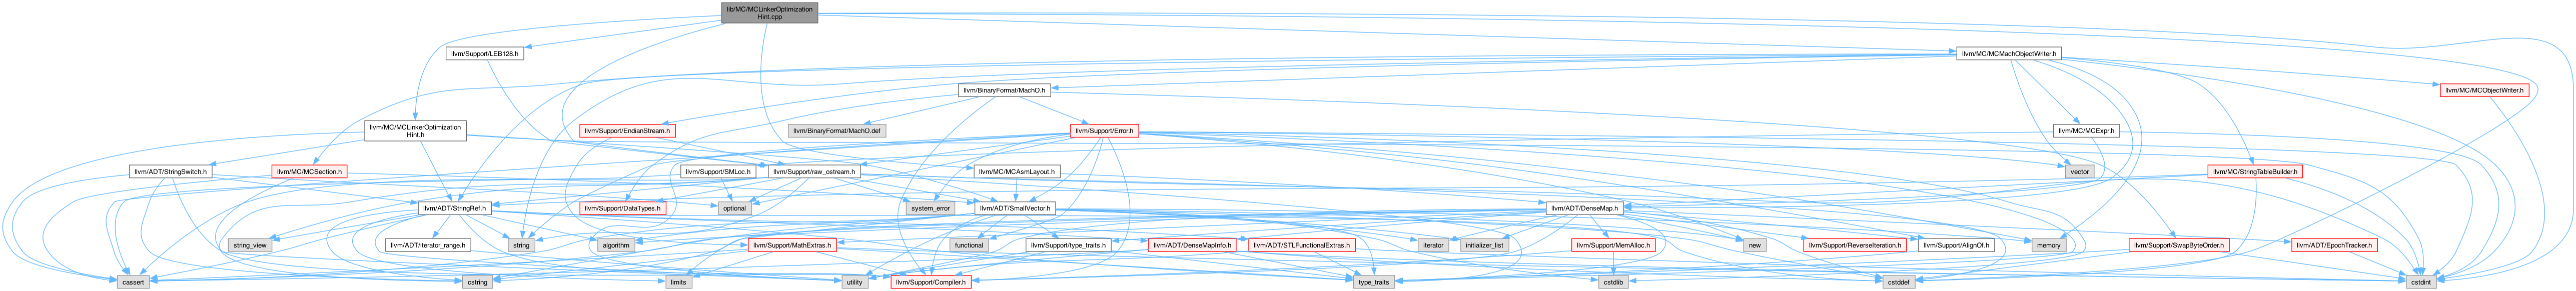 lib/MC/MCLinkerOptimization
Hint.cpp
llvm/Support/LEB128.h
llvm/MC/MCMachObjectWriter.h
llvm/BinaryFormat/MachO.h
llvm/MC/MCObjectWriter.h
llvm/MC/MCLinkerOptimization
Hint.h
llvm/Support/EndianStream.h
llvm/BinaryFormat/MachO.def
llvm/Support/Error.h
llvm/MC/MCExpr.h
llvm/ADT/StringSwitch.h
llvm/MC/MCSection.h
llvm/Support/SMLoc.h
llvm/Support/raw_ostream.h
llvm/MC/MCAsmLayout.h
vector
llvm/MC/StringTableBuilder.h
llvm/ADT/StringRef.h
llvm/Support/DataTypes.h
optional
system_error
llvm/ADT/SmallVector.h
llvm/ADT/DenseMap.h
string_view
llvm/ADT/iterator_range.h
string
algorithm
llvm/Support/MathExtras.h
functional
llvm/Support/type_traits.h
llvm/ADT/DenseMapInfo.h
llvm/ADT/STLFunctionalExtras.h
iterator
initializer_list
llvm/Support/MemAlloc.h
new
llvm/Support/ReverseIteration.h
llvm/Support/AlignOf.h
memory
llvm/Support/SwapByteOrder.h
llvm/ADT/EpochTracker.h
cassert
cstring
limits
utility
llvm/Support/Compiler.h
type_traits
cstdlib
cstddef
cstdint